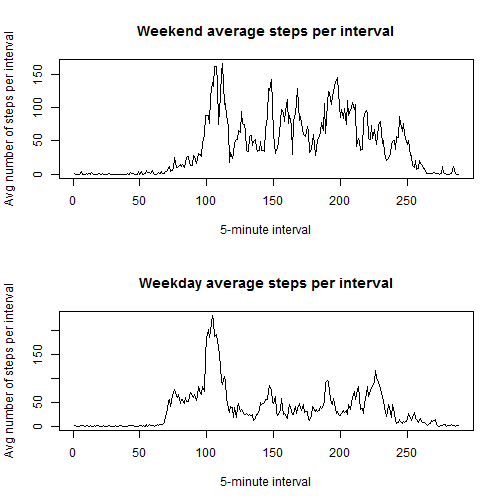 Weekend average steps per interval
Avg number of steps per interval
150
100
50
0
0 50 100 150 200 250
5-minute interval
Weekday average steps per interval
Avg number of steps per interval
150
50
0
0 50 100 150 200 250
5-minute interval